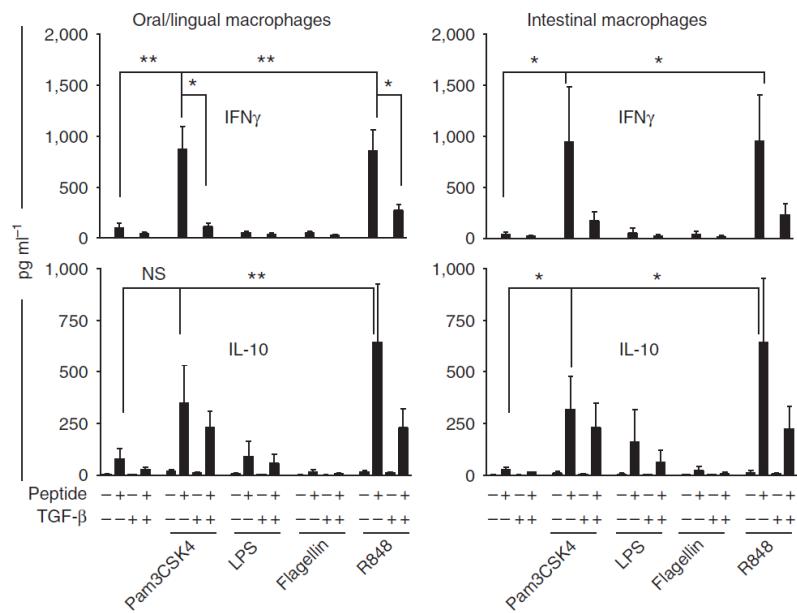 Oral/lingual macrophages Intestinal macrophages
2,000 2,000
1,500 ** ** 1,500 * *
* *
IFNγ IFNγ
1,000 1,000
500 500
0 0
pg ml⁻¹
1,000 NS ** 1,000 * *
750 750
IL-10 IL-10
500 500
250 250
0 0
Peptide − + − + − + − + − + − + − + − + − + − + − + − + − + − + − + − + − + − + − + − +
TGF-β − − + + − − + + − − + + − − + + − − + + − − + + − − + + − − + + − − + + − − + +
Pam3CSK4 LPS Flagellin R848 Pam3CSK4 LPS Flagellin R848